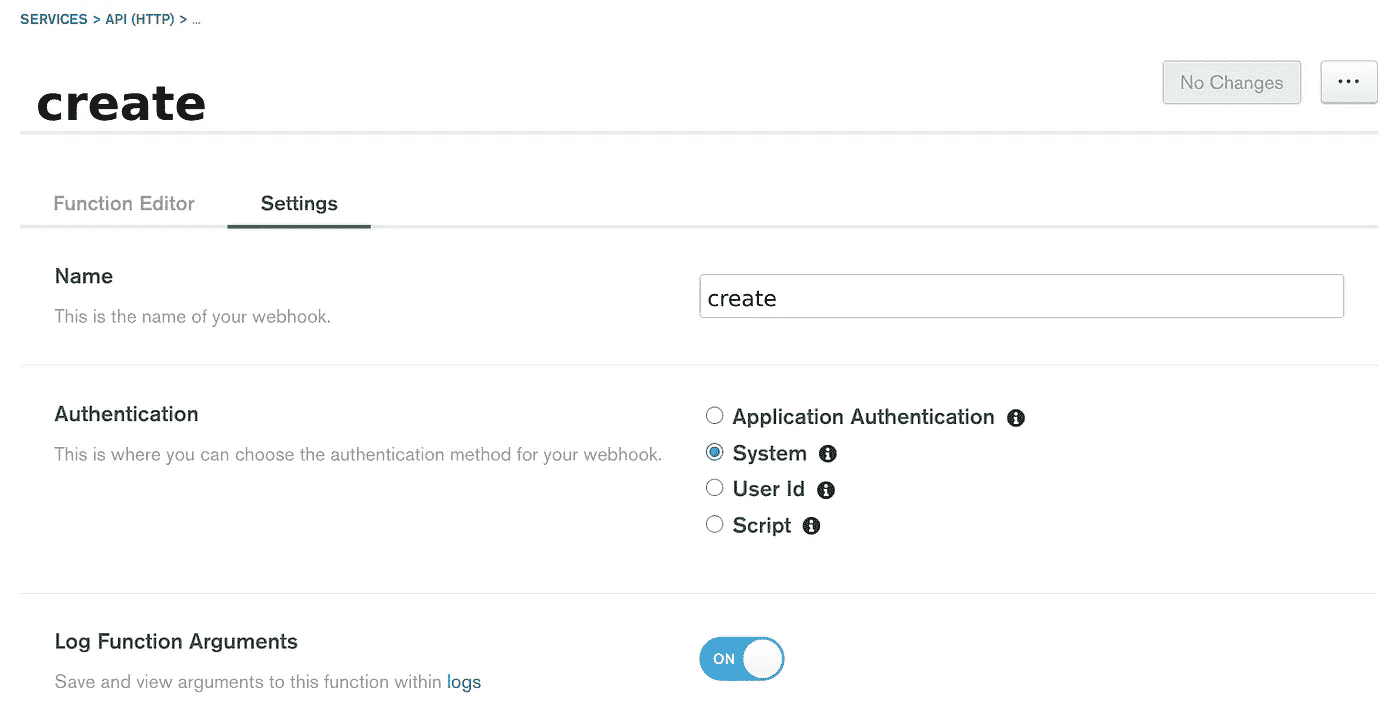 SERVICES > API (HTTP) > ...
create
No Changes
...
Function Editor
Settings
Name
This is the name of your webhook.
create
Authentication
This is where you can choose the authentication method for your webhook.
Application Authentication
System
User Id
Script
Log Function Arguments
Save and view arguments to this function within logs
ON